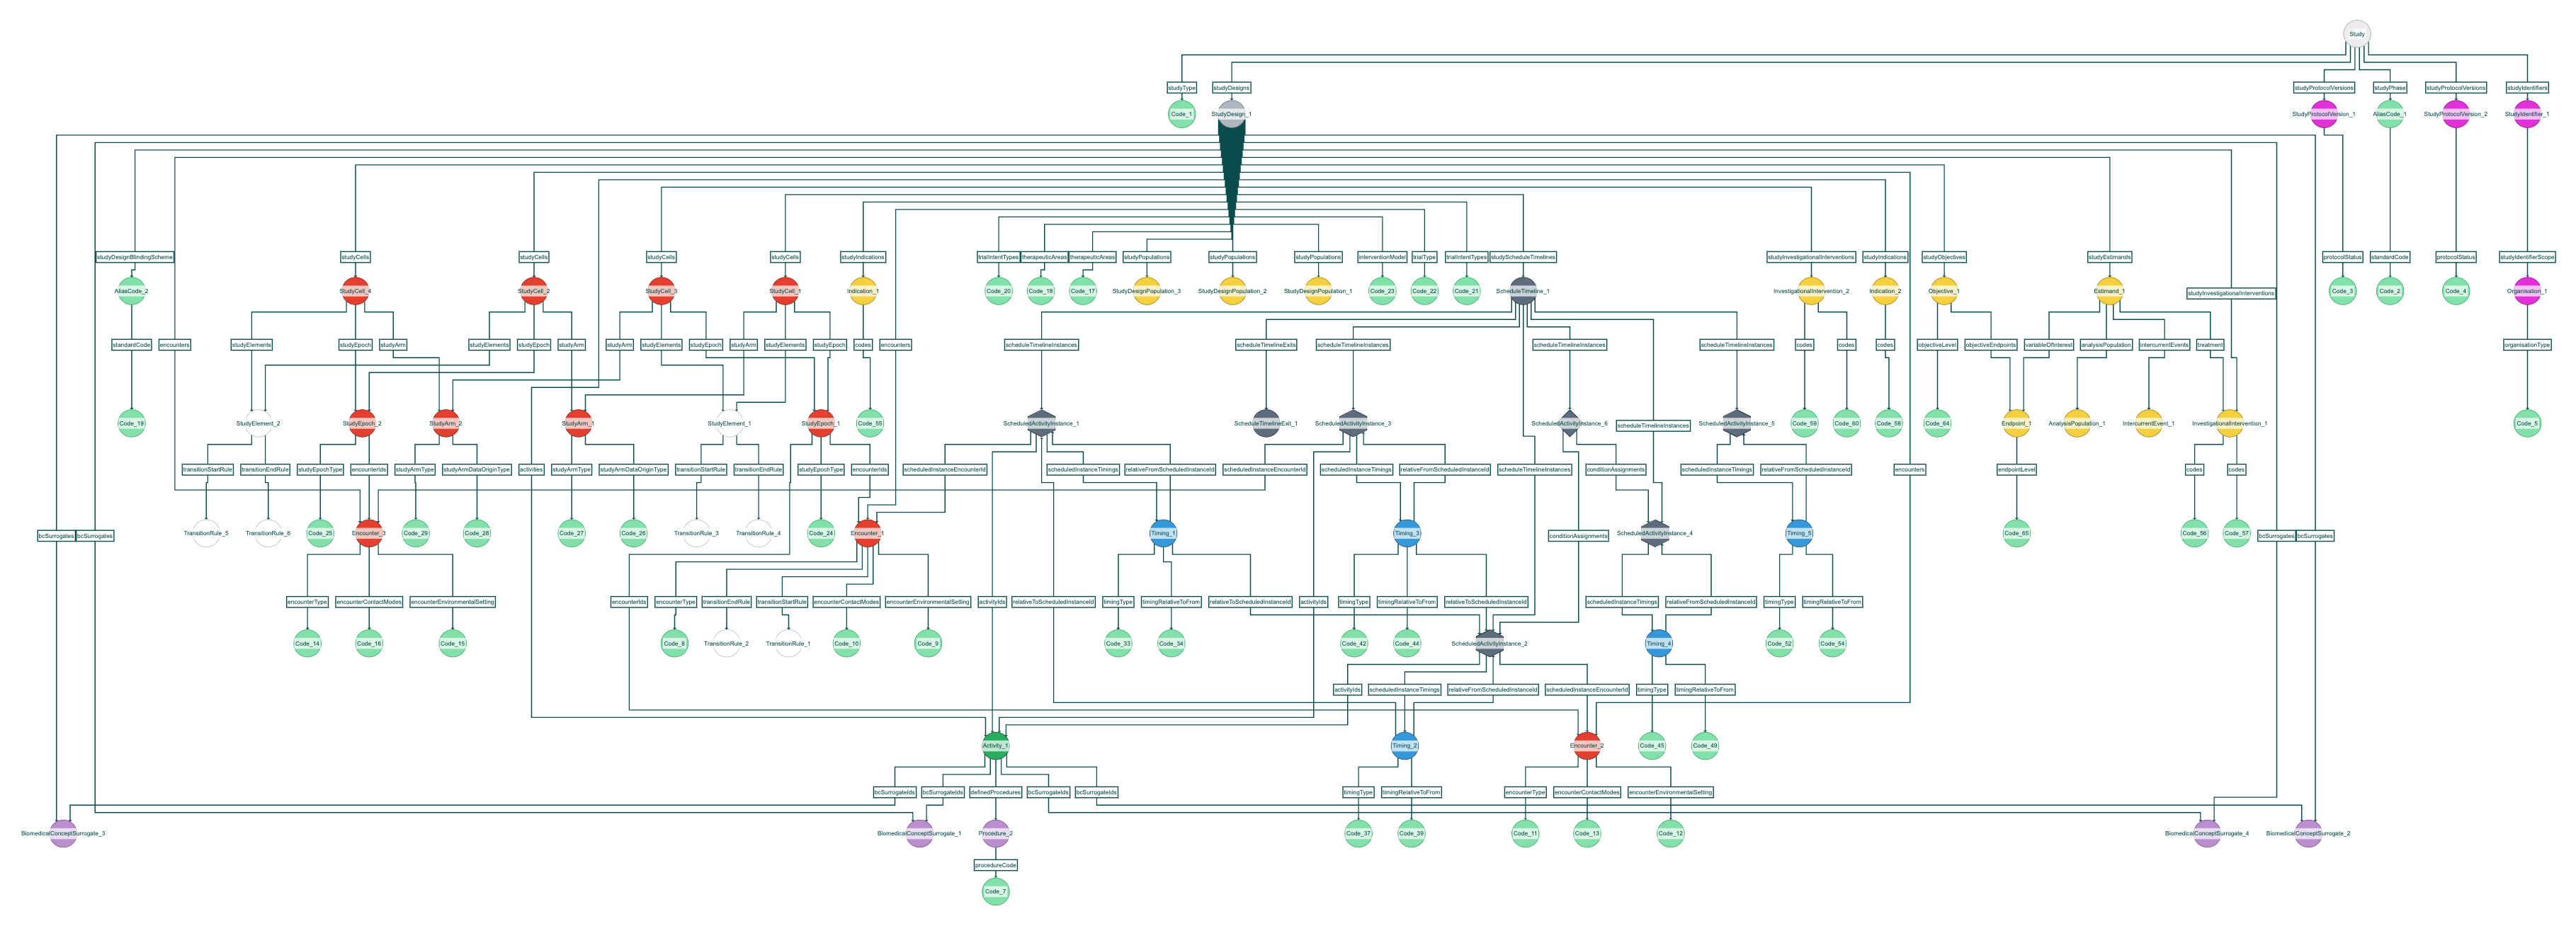 Study
studyType
studyDesigns
studyProtocolVersions
studyPhase
studyProtocolVersions
studyIdentifiers
Code_1
StudyDesign_1
StudyProtocolVersion_1
AliasCode_1
StudyProtocolVersion_2
StudyIdentifier_1
studyDesignBlindingScheme
studyCells
studyCells
studyCells
studyCells
studyIndications
trialIntentTypes
therapeuticAreas
therapeuticAreas
studyPopulations
studyPopulations
studyPopulations
interventionModel
trialType
trialIntentTypes
studyScheduleTimelines
studyInvestigationalInterventions
studyIndications
studyObjectives
studyEstimands
protocolStatus
standardCode
protocolStatus
studyIdentifierScope
AliasCode_2
StudyCell_4
StudyCell_2
StudyCell_3
StudyCell_1
Indication_1
Code_20
Code_18
Code_17
StudyDesignPopulation_3
StudyDesignPopulation_2
StudyDesignPopulation_1
Code_23
Code_22
Code_21
ScheduleTimeline_1
InvestigationalIntervention_2
Indication_2
Objective_1
Estimand_1
studyInvestigationalInterventions
Code_3
Code_2
Code_4
Organisation_1
standardCode
encounters
studyElements
studyEpoch
studyArm
studyElements
studyEpoch
studyArm
studyArm
studyElements
studyEpoch
studyArm
studyElements
studyEpoch
codes
encounters
scheduleTimelineInstances
scheduleTimelineExits
scheduleTimelineInstances
scheduleTimelineInstances
scheduleTimelineInstances
codes
codes
codes
objectiveLevel
objectiveEndpoints
variableOfInterest
analysisPopulation
intercurrentEvents
treatment
organisationType
Code_19
StudyElement_2
StudyEpoch_2
StudyArm_2
StudyArm_1
StudyElement_1
StudyEpoch_1
Code_55
ScheduledActivityInstance_1
ScheduleTimelineExit_1
ScheduledActivityInstance_3
ScheduledActivityInstance_6
scheduleTimelineInstances
ScheduledActivityInstance_5
Code_59
Code_60
Code_58
Code_64
Endpoint_1
AnalysisPopulation_1
IntercurrentEvent_1
InvestigationalIntervention_1
Code_5
transitionStartRule
transitionEndRule
studyEpochType
encounterIds
studyArmType
studyArmDataOriginType
activities
studyArmType
studyArmDataOriginType
transitionStartRule
transitionEndRule
studyEpochType
encounterIds
scheduledInstanceEncounterId
scheduledInstanceTimings
relativeFromScheduledInstanceId
scheduledInstanceEncounterId
scheduledInstanceTimings
relativeFromScheduledInstanceId
scheduleTimelineInstances
conditionAssignments
scheduledInstanceTimings
relativeFromScheduledInstanceId
encounters
endpointLevel
codes
codes
bcSurrogates
bcSurrogates
TransitionRule_5
TransitionRule_6
Code_25
Encounter_3
Code_29
Code_28
Code_27
Code_26
TransitionRule_3
TransitionRule_4
Code_24
Encounter_1
Timing_1
Timing_3
conditionAssignments
ScheduledActivityInstance_4
Timing_5
Code_65
Code_56
Code_57
bcSurrogates
bcSurrogates
encounterType
encounterContactModes
encounterEnvironmentalSetting
encounterIds
encounterType
transitionEndRule
transitionStartRule
encounterContactModes
encounterEnvironmentalSetting
activityIds
relativeToScheduledInstanceId
timingType
timingRelativeToFrom
relativeToScheduledInstanceId
activityIds
timingType
timingRelativeToFrom
relativeToScheduledInstanceId
scheduledInstanceTimings
relativeFromScheduledInstanceId
timingType
timingRelativeToFrom
Code_14
Code_16
Code_15
Code_8
TransitionRule_2
TransitionRule_1
Code_10
Code_9
Code_33
Code_34
Code_42
Code_44
ScheduledActivityInstance_2
Timing_4
Code_52
Code_54
activityIds
scheduledInstanceTimings
relativeFromScheduledInstanceId
scheduledInstanceEncounterId
timingType
timingRelativeToFrom
Activity_1
Timing_2
Encounter_2
Code_45
Code_49
bcSurrogateIds
bcSurrogateIds
definedProcedures
bcSurrogateIds
bcSurrogateIds
timingType
timingRelativeToFrom
encounterType
encounterContactModes
encounterEnvironmentalSetting
BiomedicalConceptSurrogate_3
BiomedicalConceptSurrogate_1
Procedure_2
Code_37
Code_39
Code_11
Code_13
Code_12
BiomedicalConceptSurrogate_4
BiomedicalConceptSurrogate_2
procedureCode
Code_7